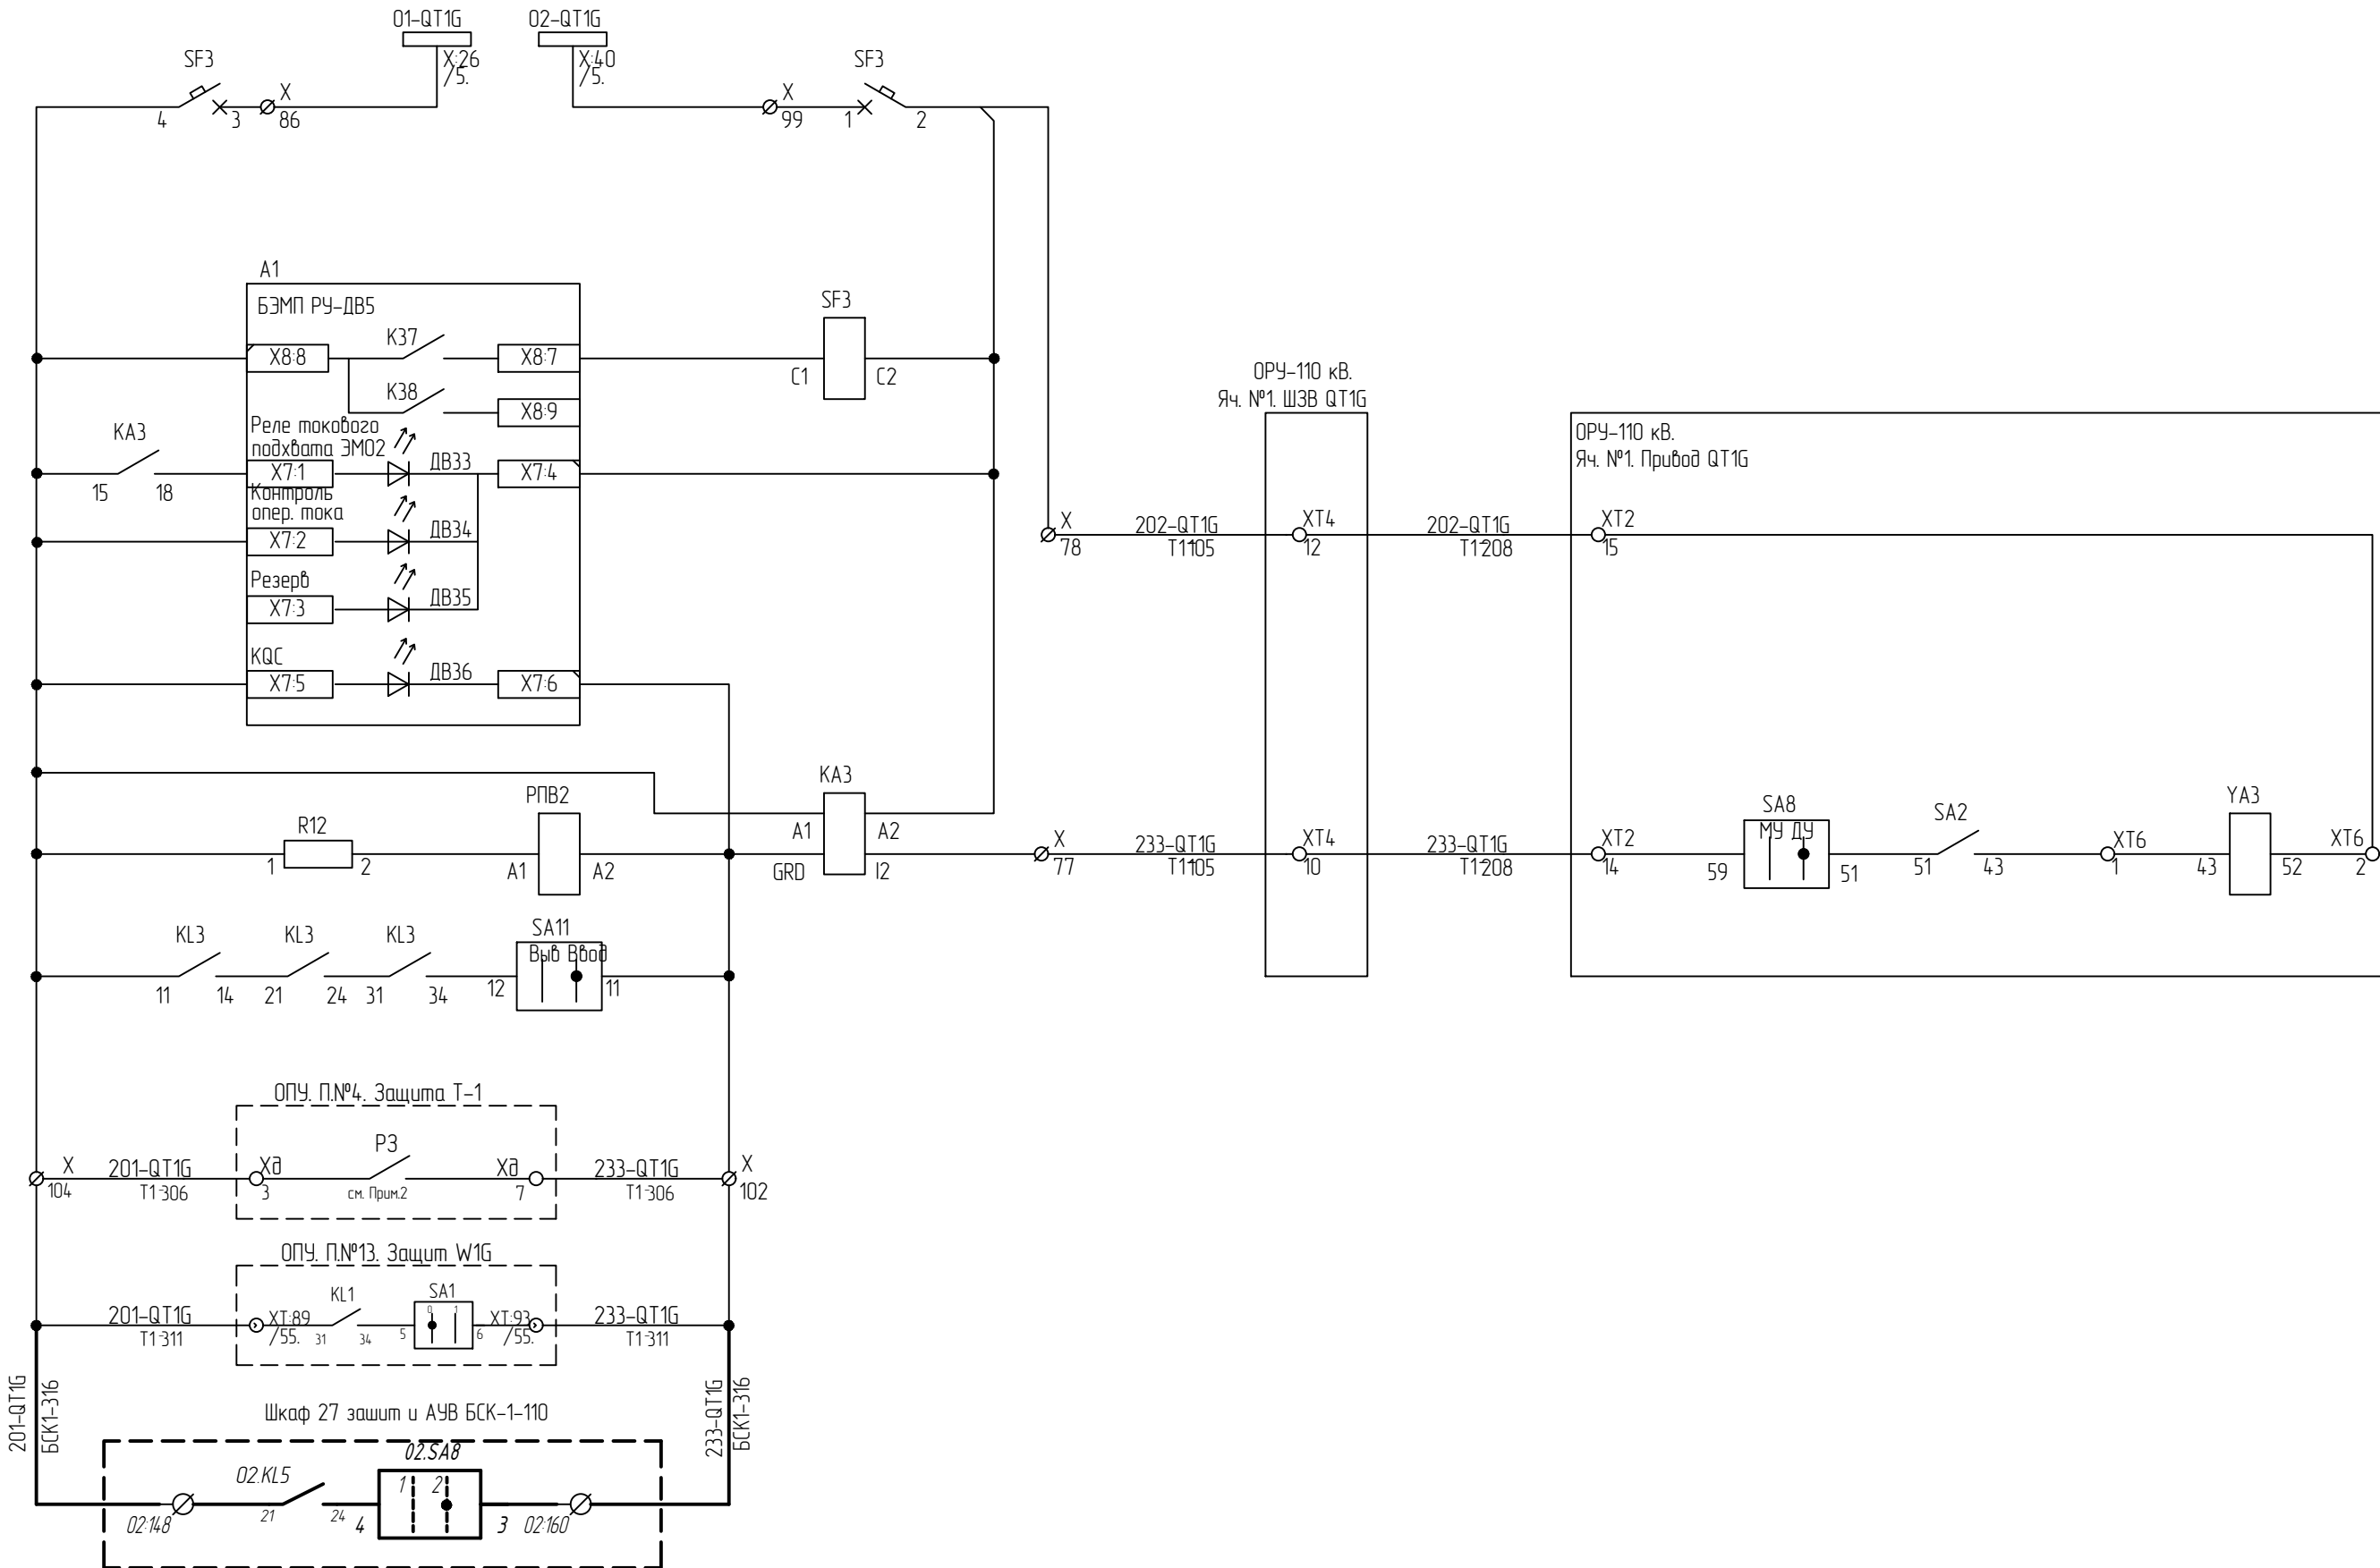 01-QT1G
02-QT1G
SF3
X:26
/5.
X:40
/5.
SF3
4
3
X
86
X
99
1
2
A1
БЭМП РУ-ДВ5
X8:8
K37
X8:7
SF3
C1
C2
K38
X8:9
Реле токового
подхвата ЭМО2
KA3
15
18
X7:1
ДВ33
X7:4
Контроль
опер. тока
X7:2
ДВ34
Резерв
X7:3
ДВ35
KQC
X7:5
ДВ36
X7:6
ОРУ-110 кВ.
Яч. №1. ШЗВ QT1G
ОРУ-110 кВ.
Яч. №1. Привод QT1G
X
78
202-QT1G
T1-105
XT4
12
202-QT1G
T1-208
XT2
15
KA3
A1
A2
GRD
I2
R12
1
2
РПВ2
A1
A2
X
77
233-QT1G
T1-105
XT4
10
233-QT1G
T1-208
XT2
14
59
SA8
МУ ДУ
51
SA2
51
43
XT6
1
YA3
43
52
XT6
2
KL3
11
14
KL3
21
24
KL3
31
34
SA11
Выв Ввод
12
11
ОПУ. П.№4. Защита Т-1
X
104
201-QT1G
T1-306
Xд
3
РЗ
см. Прим.2
Xд
7
233-QT1G
T1-306
X
102
ОПУ. П.№13. Защит W1G
201-QT1G
T1-311
XT:89
/55.
KL1
31
34
SA1
0 1
5
6
XT:93
/55.
233-QT1G
T1-311
201-QT1G
БСК1-316
233-QT1G
БСК1-316
Шкаф 27 зашит и АУВ БСК-1-110
02.SA8
1 2
02.KL5
02:148
21
24
4
3
02:160